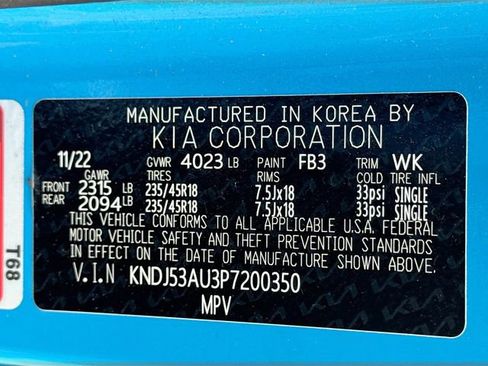 MANUFACTURED IN KOREA BY
KIA CORPORATION
11/22 GVWR 4023 LB PAINT FB3 TRIM WK
GAWR TIRES RIMS COLD TIRE INFL
FRONT 2315 LB 235/45R18 7.5Jx18 33psi SINGLE
REAR 2094 LB 235/45R18 7.5Jx18 33psi SINGLE
THIS VEHICLE CONFORMS TO ALL APPLICABLE U.S.A. FEDERAL
MOTOR VEHICLE SAFETY AND THEFT PREVENTION STANDARDS
IN EFFECT ON THE DATE OF MANUFACTURE SHOWN ABOVE.
V.I.N KNDJ53AU3P7200350
MPV
T68